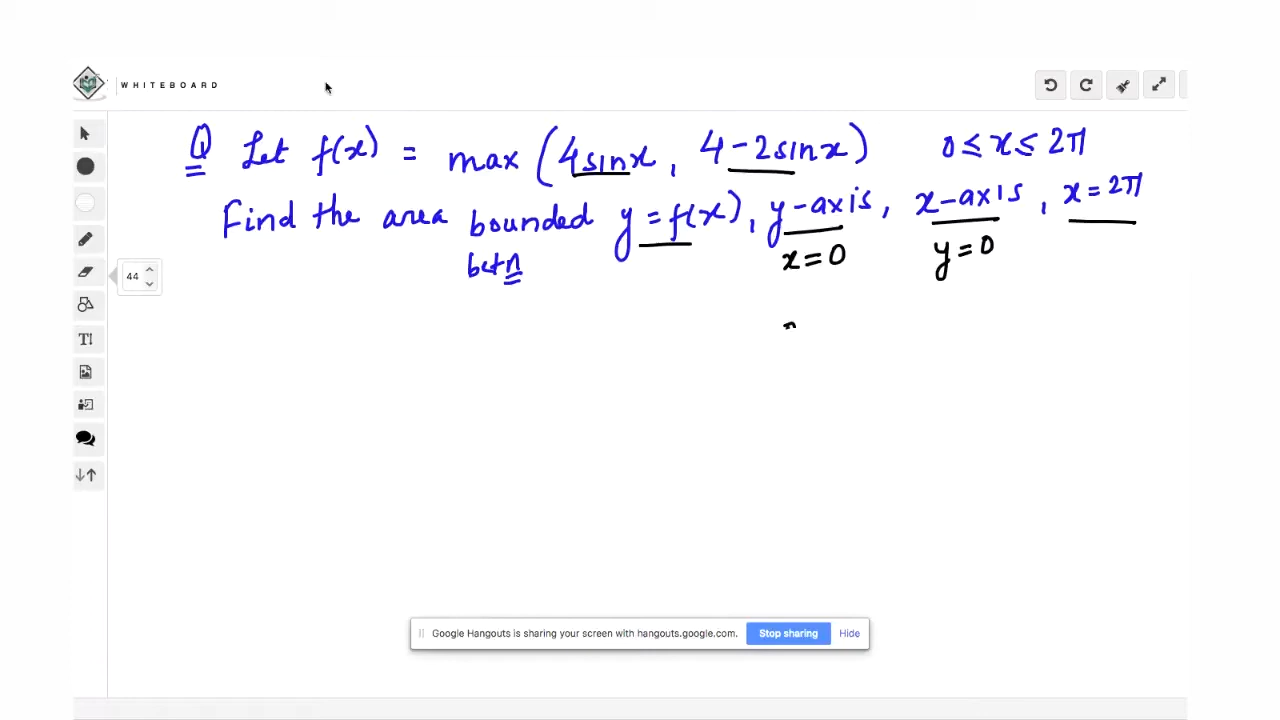 WHITEBOARD
Q Let f(x) = max (4sinx, 4-2sinx) 0 ≤ x ≤ 2π
Find the area bounded y = f(x), y-axis, x-axis, x = 2π
betn x = 0 y = 0
44
Google Hangouts is sharing your screen with hangouts.google.com. Stop sharing Hide